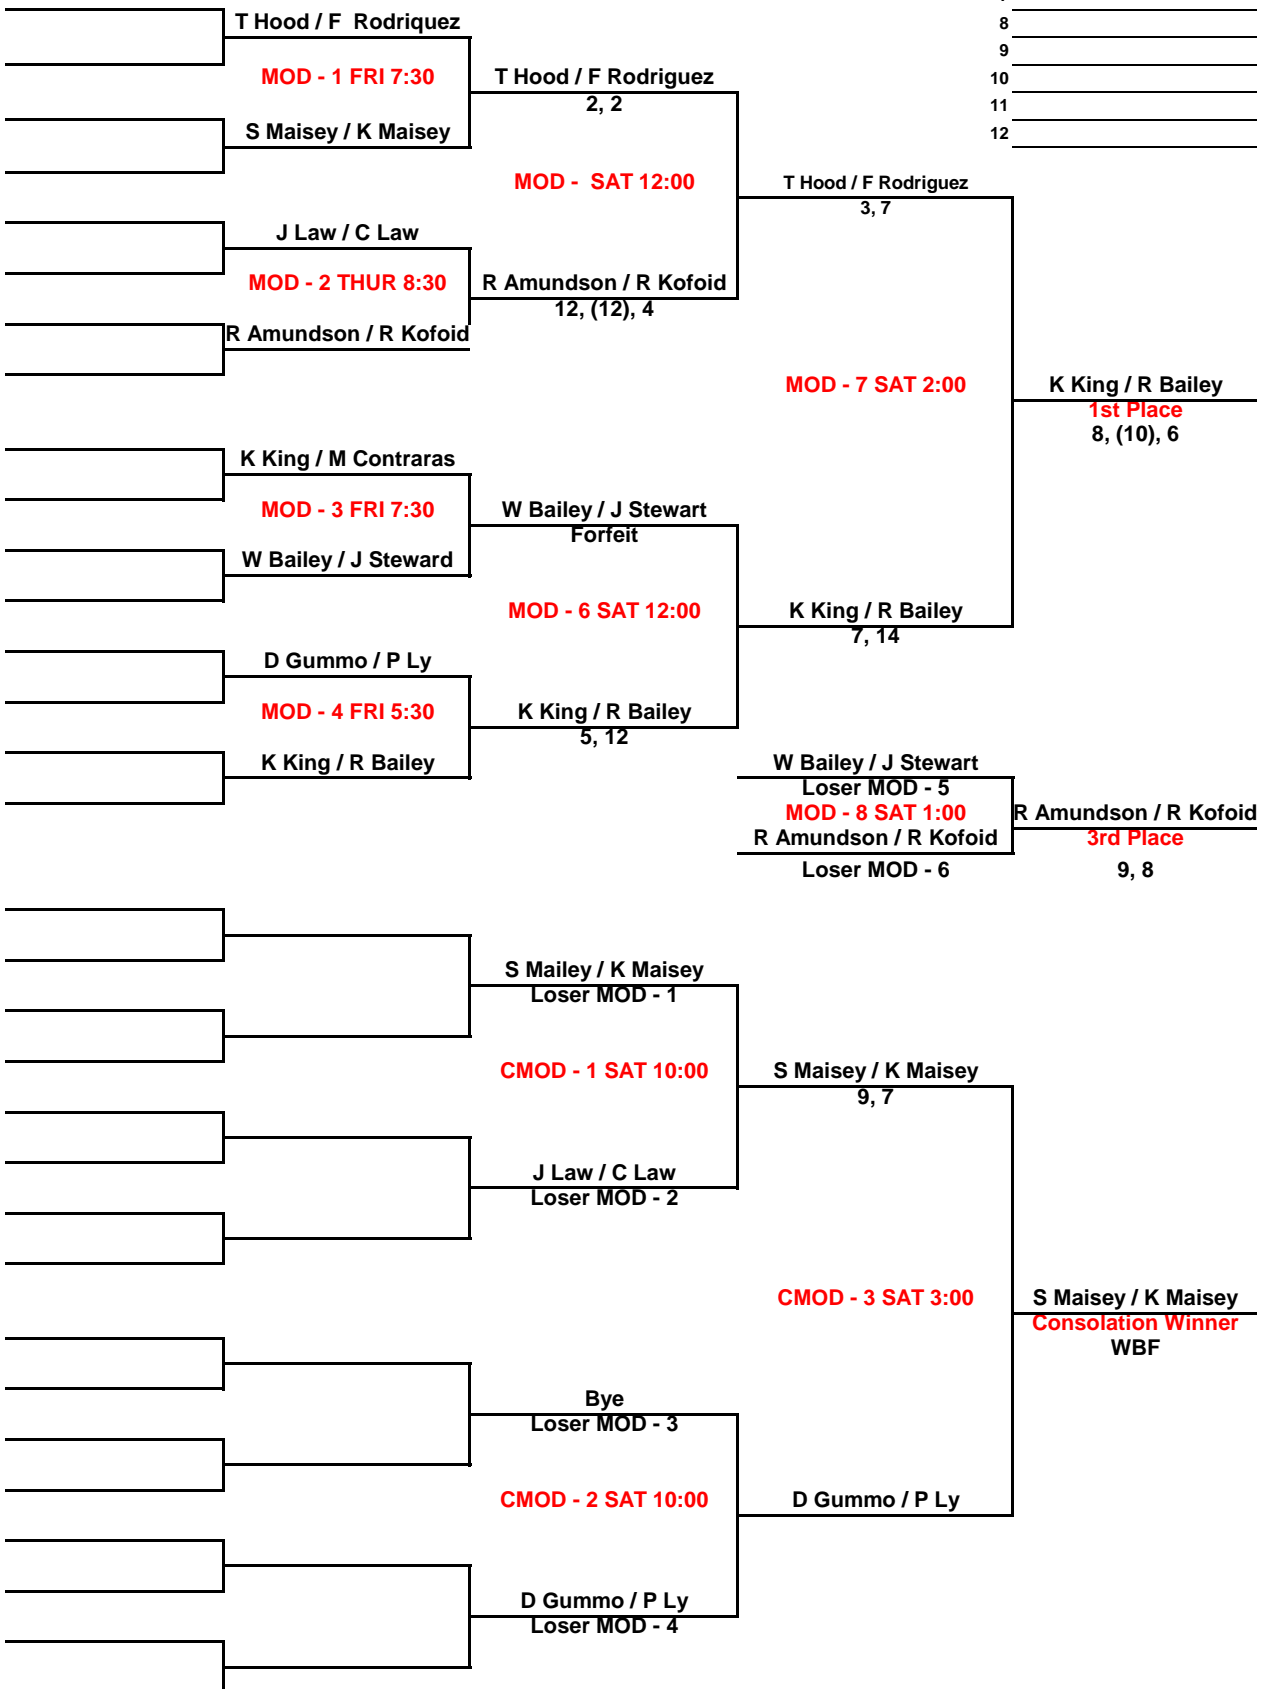 T Hood / F  Rodriquez
8
9
MOD - 1 FRI 7:30
T Hood / F Rodriguez
10
2, 2
11
S Maisey / K Maisey
12
MOD -  SAT 12:00
T Hood / F Rodriguez
3, 7
J Law / C Law
MOD - 2 THUR 8:30
R Amundson / R Kofoid
12, (12), 4
R Amundson / R Kofoid
MOD - 7 SAT 2:00
K King / R Bailey
1st Place
8, (10), 6
K King / M Contraras
MOD - 3 FRI 7:30
W Bailey / J Stewart
Forfeit
W Bailey / J Steward
MOD - 6 SAT 12:00
K King / R Bailey
7, 14
D Gummo / P Ly
MOD - 4 FRI 5:30
K King / R Bailey
5, 12
K King / R Bailey
W Bailey / J Stewart
Loser MOD - 5
MOD - 8 SAT 1:00
R Amundson / R Kofoid
R Amundson / R Kofoid
3rd Place
Loser MOD - 6
9, 8
S Mailey / K Maisey
Loser MOD - 1
CMOD - 1 SAT 10:00
S Maisey / K Maisey
9, 7
J Law / C Law
Loser MOD - 2
CMOD - 3 SAT 3:00
S Maisey / K Maisey
Consolation Winner
WBF
Bye
Loser MOD - 3
CMOD - 2 SAT 10:00
D Gummo / P Ly
D Gummo / P Ly
Loser MOD - 4